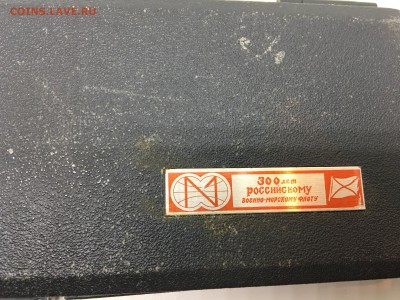 COINS.LAVE.RU
300 лет
РОССИЙСКОМУ
ВОЕННО-МОРСКОМУ ФЛОТУ